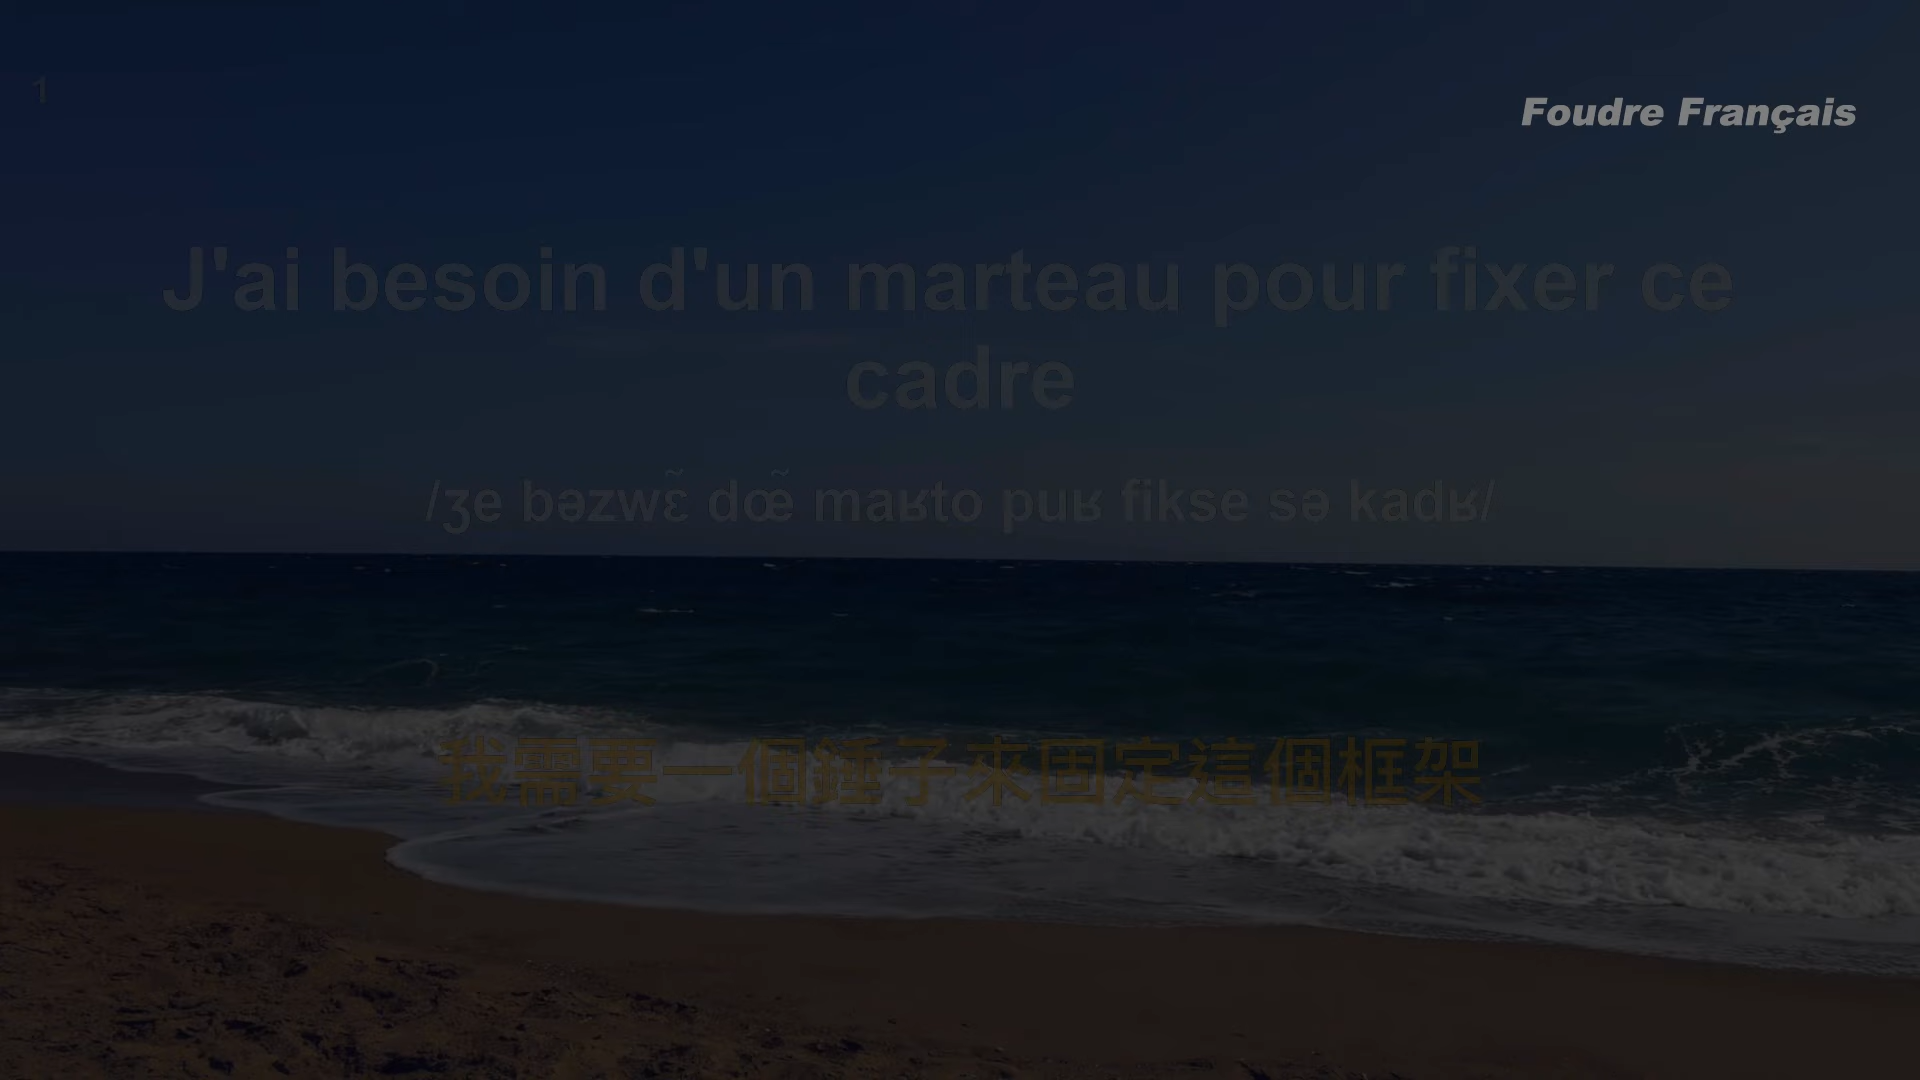 1
Foudre Français
J'ai besoin d'un marteau pour fixer ce
cadre
/ʒe bəzwɛ̃ dœ̃ maʁto puʁ fikse sə kadʁ/
我需要一個錘子來固定這個框架